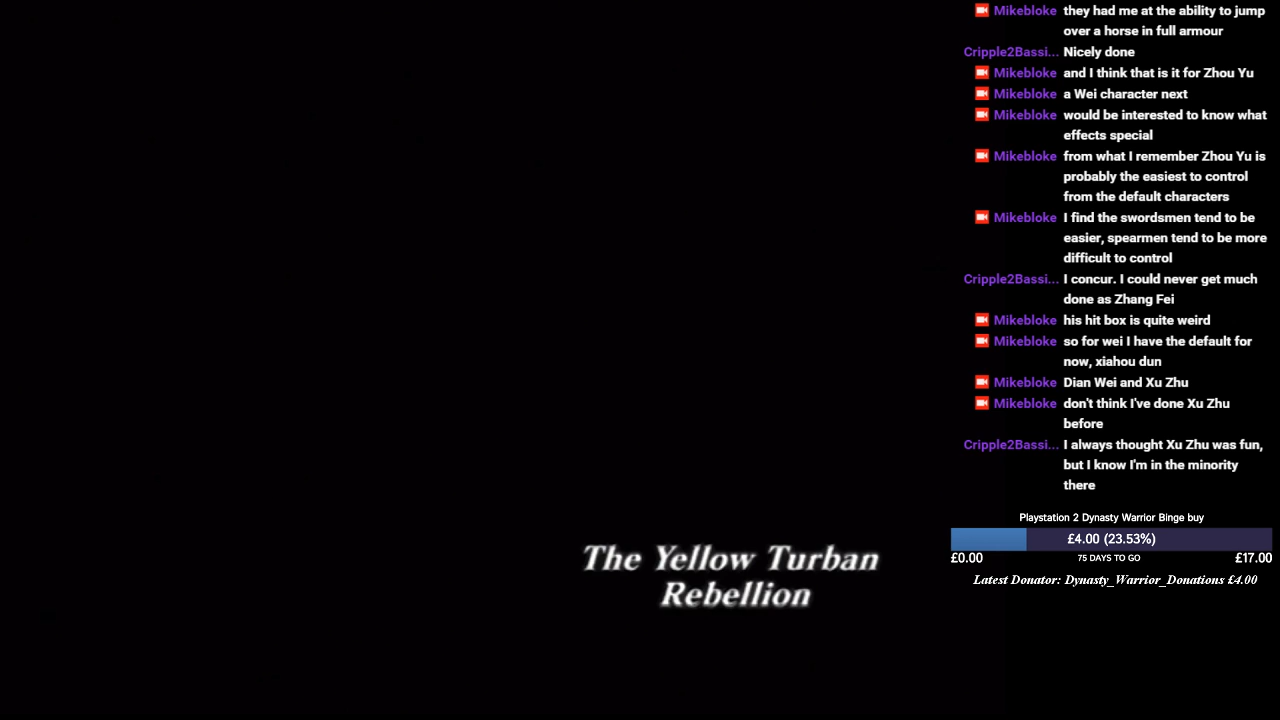 Mikebloke they had me at the ability to jump
over a horse in full armour
Cripple2Bassi... Nicely done
Mikebloke and I think that is it for Zhou Yu
Mikebloke a Wei character next
Mikebloke would be interested to know what
effects special
Mikebloke from what I remember Zhou Yu is
probably the easiest to control
from the default characters
Mikebloke I find the swordsmen tend to be
easier, spearmen tend to be more
difficult to control
Cripple2Bassi... I concur. I could never get much
done as Zhang Fei
Mikebloke his hit box is quite weird
Mikebloke so for wei I have the default for
now, xiahou dun
Mikebloke Dian Wei and Xu Zhu
Mikebloke don't think I've done Xu Zhu
before
Cripple2Bassi... I always thought Xu Zhu was fun,
but I know I'm in the minority
there
Playstation 2 Dynasty Warrior Binge buy
£4.00 (23.53%)
£0.00 75 DAYS TO GO £17.00
Latest Donator: Dynasty_Warrior_Donations £4.00
The Yellow Turban
Rebellion